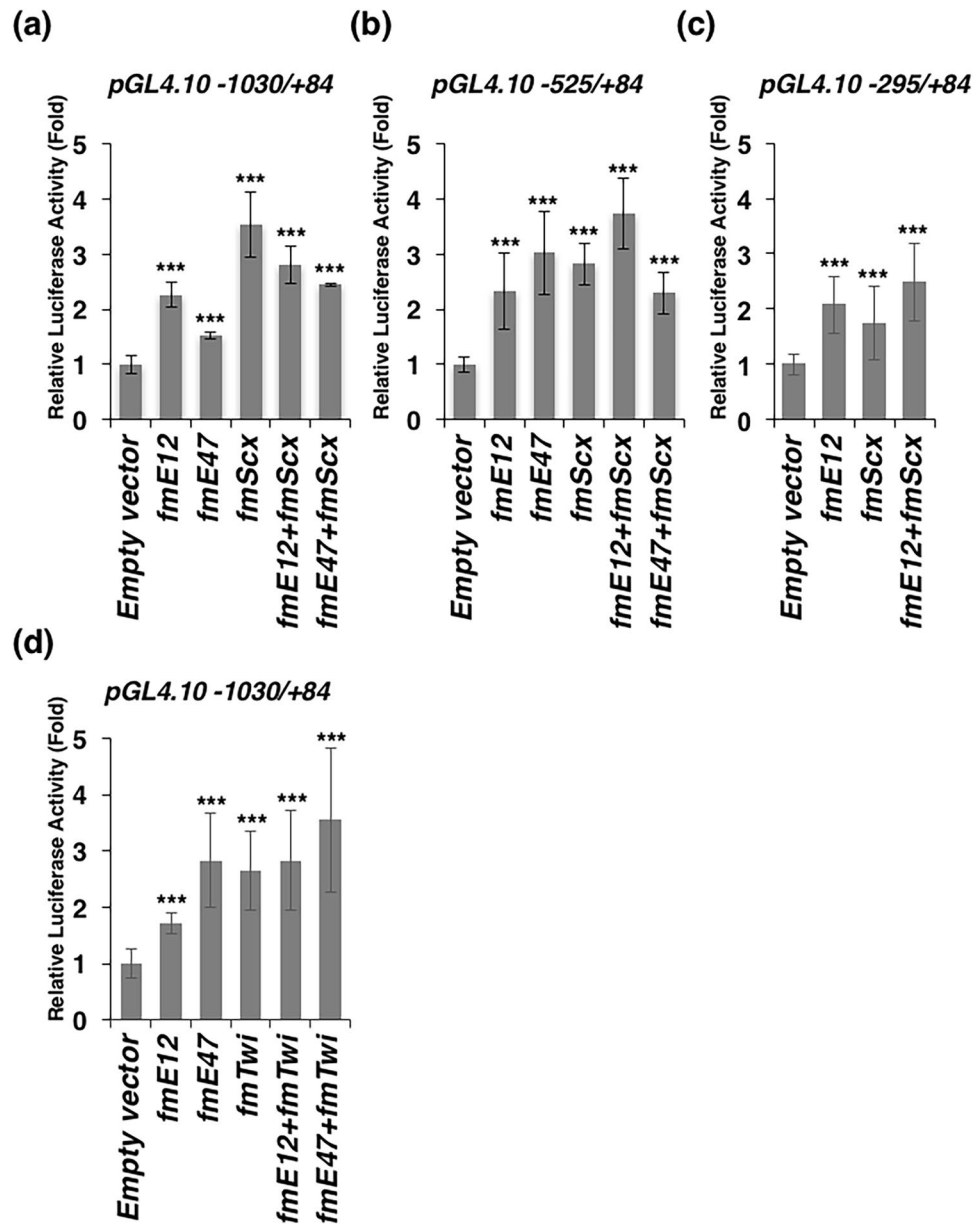 (a)
pGL4.10 -1030/+84
Relative Luciferase Activity (Fold)
5
4
3
2
1
0
***
***
***
***
***
Empty vector
fmE12
fmE47
fmScx
fmE12+fmScx
fmE47+fmScx
(b)
pGL4.10 -525/+84
Relative Luciferase Activity (Fold)
5
4
3
2
1
0
***
***
***
***
***
Empty vector
fmE12
fmE47
fmScx
fmE12+fmScx
fmE47+fmScx
(c)
pGL4.10 -295/+84
Relative Luciferase Activity (Fold)
5
4
3
2
1
0
***
***
***
Empty vector
fmE12
fmScx
fmE12+fmScx
(d)
pGL4.10 -1030/+84
Relative Luciferase Activity (Fold)
5
4
3
2
1
0
***
***
***
***
***
Empty vector
fmE12
fmE47
fmTwi
fmE12+fmTwi
fmE47+fmTwi